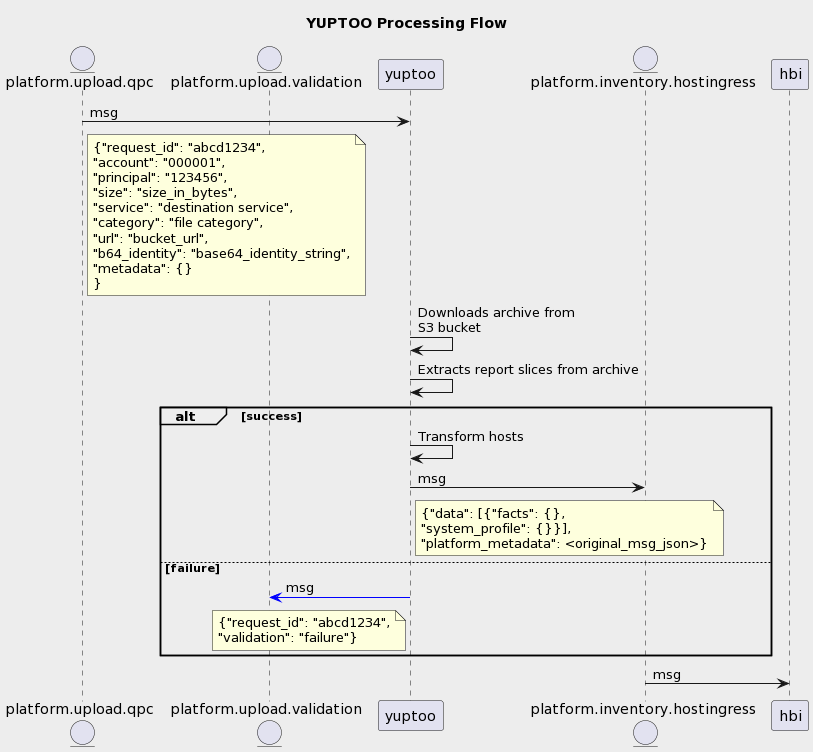 YUPTOO Processing Flow
platform.upload.qpc
platform.upload.validation
yuptoo
platform.inventory.hostingress
hbi
msg
{"request_id": "abcd1234",
"account": "000001",
"principal": "123456",
"size": "size_in_bytes",
"service": "destination service",
"category": "file category",
"url": "bucket_url",
"b64_identity": "base64_identity_string",
"metadata": {}
}
Downloads archive from
S3 bucket
Extracts report slices from archive
alt [success]
Transform hosts
msg
{"data": [{"facts": {},
"system_profile": {}}],
"platform_metadata": <original_msg_json>}
[failure]
msg
{"request_id": "abcd1234",
"validation": "failure"}
msg
platform.upload.qpc
platform.upload.validation
yuptoo
platform.inventory.hostingress
hbi